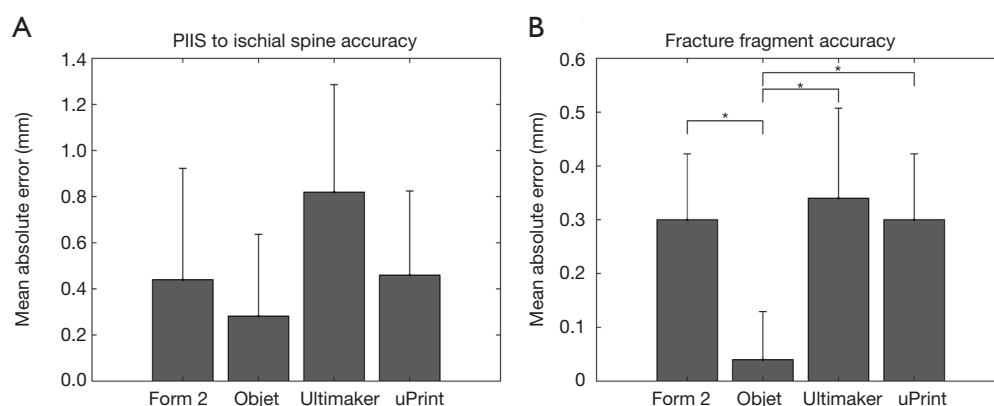 A
PIIS to ischial spine accuracy
Mean absolute error (mm)
1.4
1.2
1.0
0.8
0.6
0.4
0.2
0.0
Form 2 Objet Ultimaker uPrint
B
Fracture fragment accuracy
Mean absolute error (mm)
0.6
0.5
0.4
0.3
0.2
0.1
0
*
*
*
Form 2 Objet Ultimaker uPrint